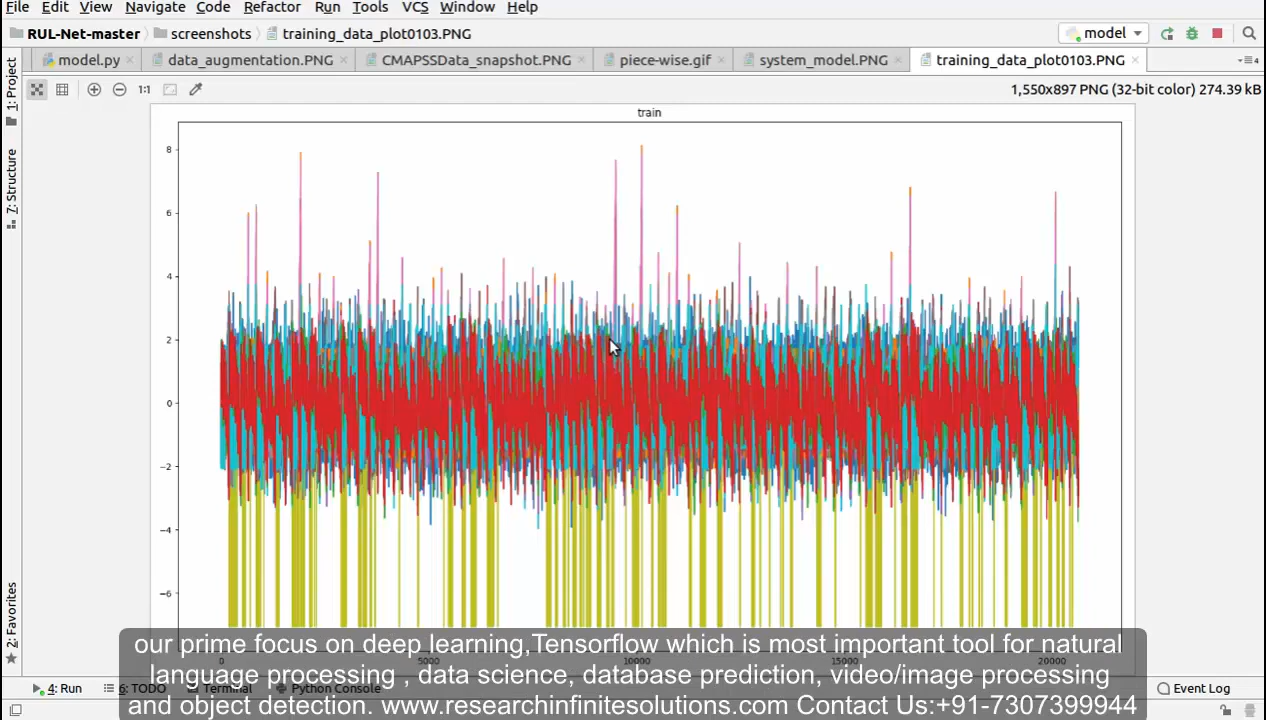 File Edit View Navigate Code Refactor Run Tools VCS Window Help
RUL-Net-master screenshots training_data_plot0103.PNG model
model.py data_augmentation.PNG CMAPSSData_snapshot.PNG piece-wise.gif system_model.PNG training_data_plot0103.PNG 4
1:1 1,550x897 PNG (32-bit color) 274.39 kB
1: Project
7: Structure
2: Favorites
train
8
6
4
2
0
−2
−4
−6
0 5000 10000 15000 20000
our prime focus on deep learning,Tensorflow which is most important tool for natural
language processing , data science, database prediction, video/image processing
and object detection. www.researchinfinitesolutions.com Contact Us:+91-7307399944
4: Run 6: TODO Terminal Python Console Event Log